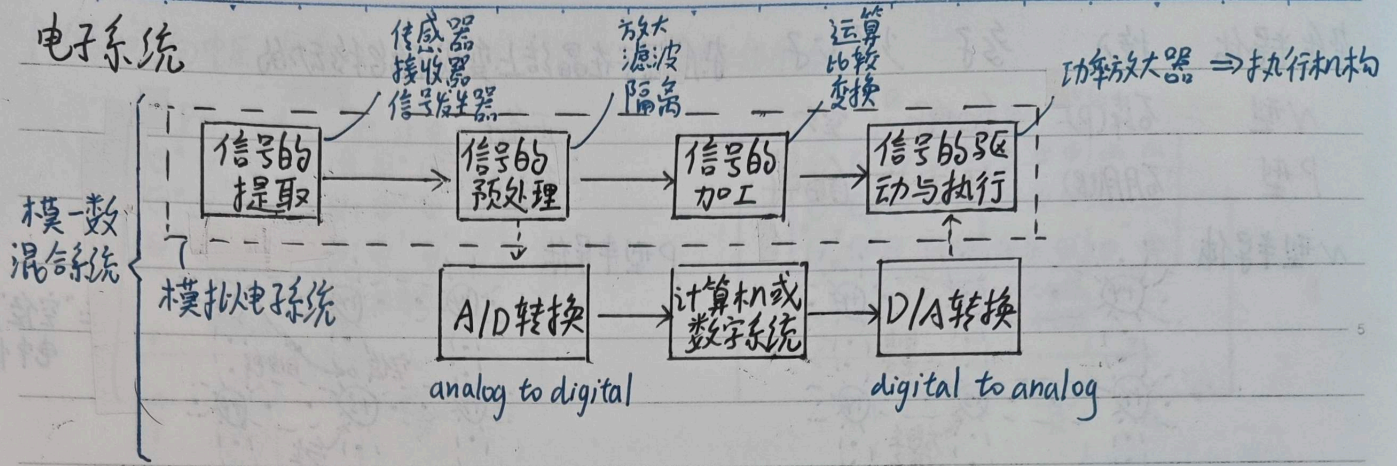 电子系统
传感器
接收器
信号发生器
放大
滤波
隔离
运算
比较
变换
功率放大器 ⇒执行机构
信号的
提取
信号的
预处理
信号的
加工
信号的驱
动与执行
模一数
混合系统
模拟电子系统
A/D转换
计算机或
数字系统
D/A转换
analog to digital
digital to analog
5